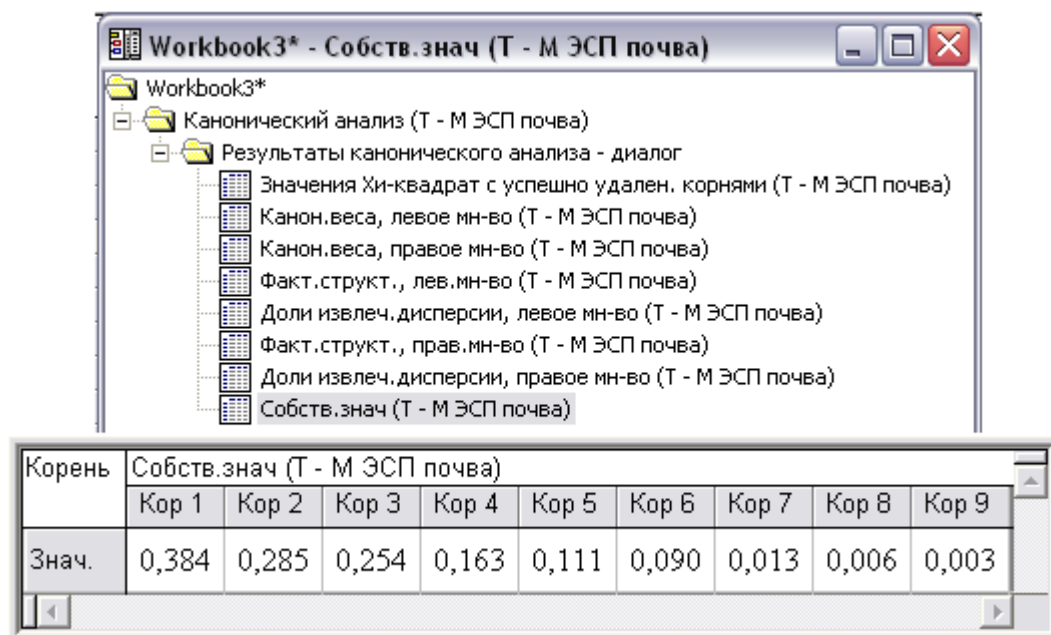 Workbook3* - Собств.знач (Т - М ЭСП почва)
Workbook3*
Канонический анализ (Т - М ЭСП почва)
Результаты канонического анализа - диалог
Значения Хи-квадрат с успешно удален. корнями (Т - М ЭСП почва)
Канон.веса, левое мн-во (Т - М ЭСП почва)
Канон.веса, правое мн-во (Т - М ЭСП почва)
Факт.структ., лев.мн-во (Т - М ЭСП почва)
Доли извлеч.дисперсии, левое мн-во (Т - М ЭСП почва)
Факт.структ., прав.мн-во (Т - М ЭСП почва)
Доли извлеч.дисперсии, правое мн-во (Т - М ЭСП почва)
Собств.знач (Т - М ЭСП почва)
Корень Собств.знач (Т - М ЭСП почва)
Кор 1 Кор 2 Кор 3 Кор 4 Кор 5 Кор 6 Кор 7 Кор 8 Кор 9
Знач. 0,384 0,285 0,254 0,163 0,111 0,090 0,013 0,006 0,003